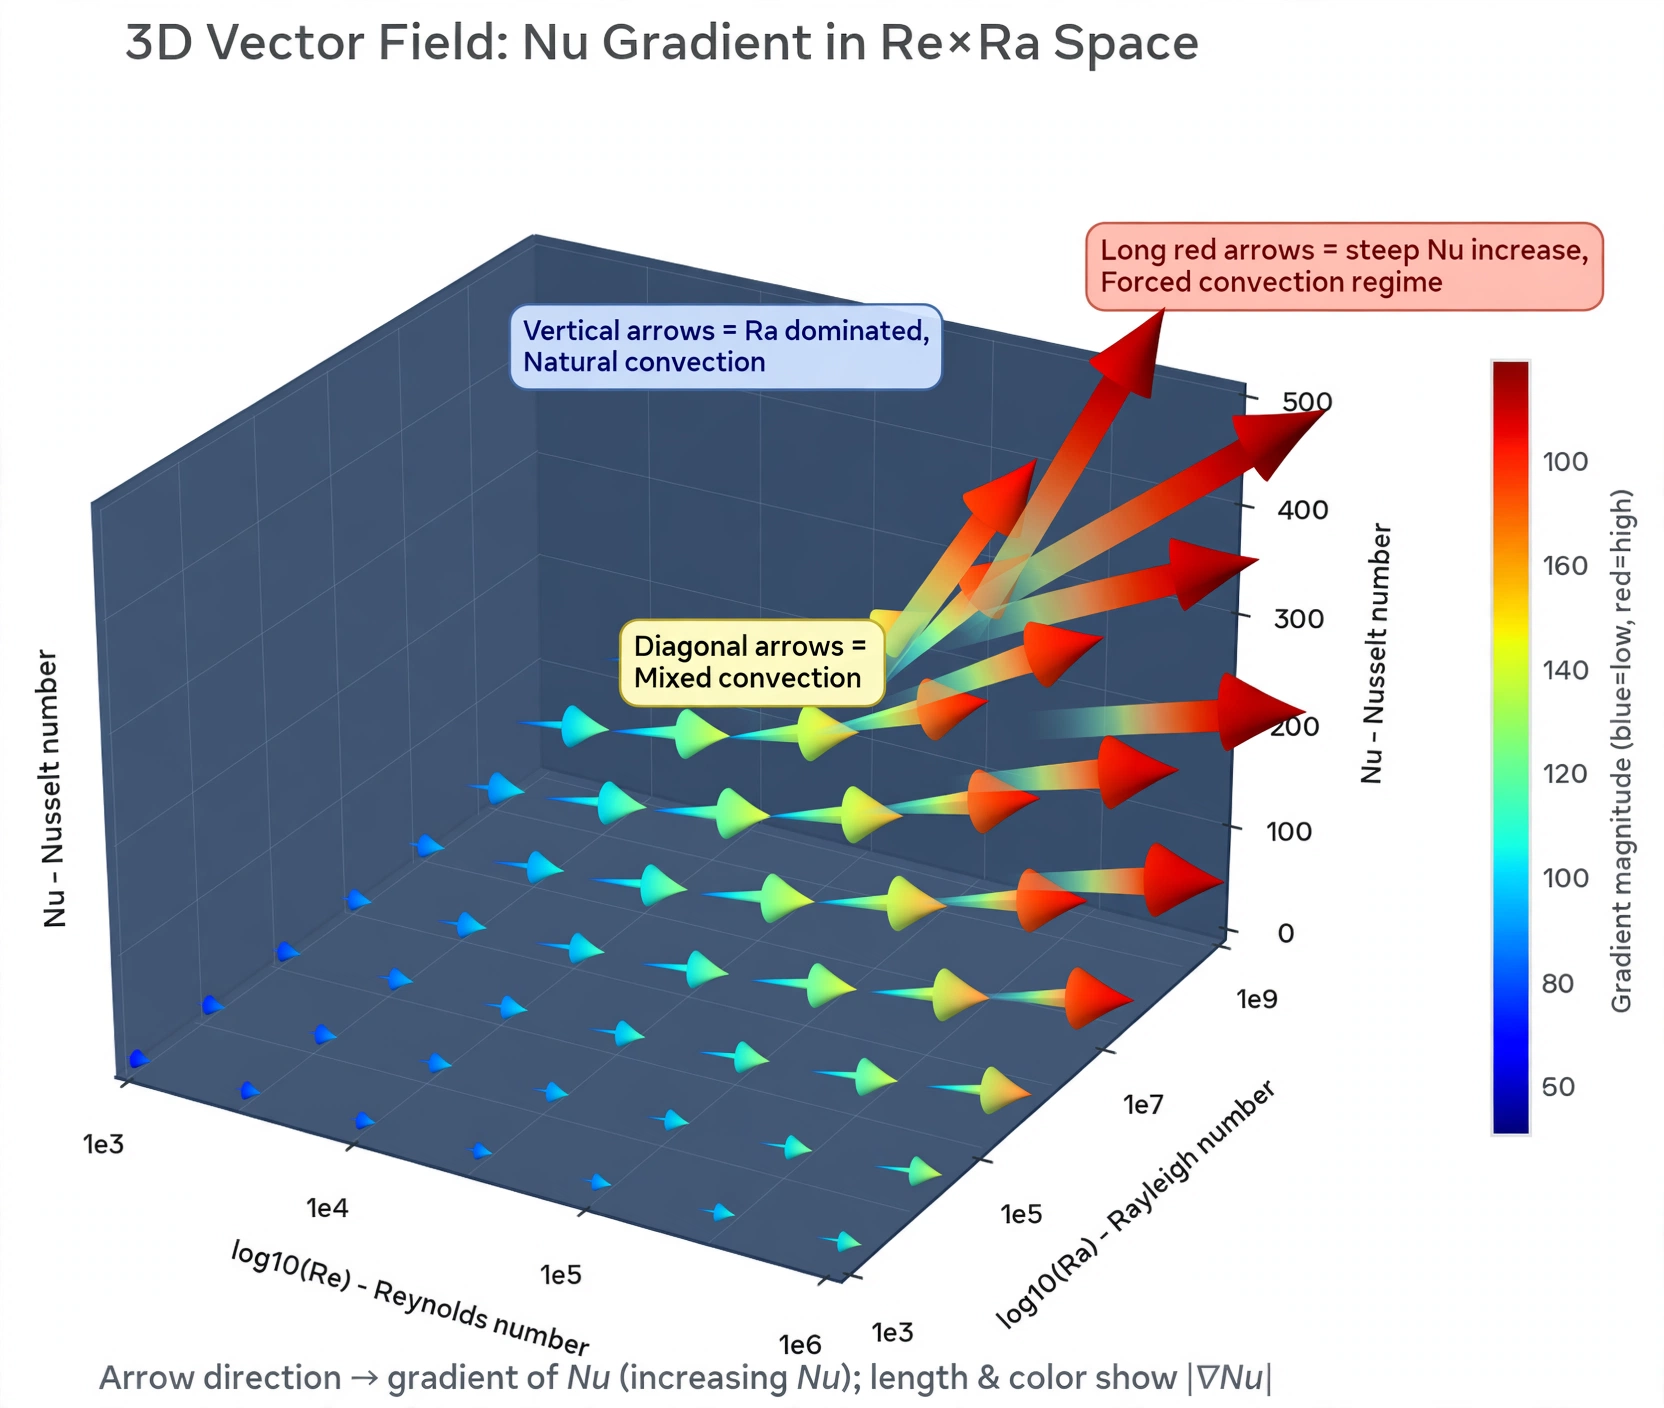 3D Vector Field: Nu Gradient in Re×Ra Space
Long red arrows = steep Nu increase,
Forced convection regime
Vertical arrows = Ra dominated,
Natural convection
Diagonal arrows =
Mixed convection
500
400
300
200
100
0
Nu - Nusselt number
Nu - Nusselt number
1e3
1e4
1e5
1e6
log10(Re) - Reynolds number
1e3
1e5
1e7
1e9
log10(Ra) - Rayleigh number
100
160
140
120
100
80
50
Gradient magnitude (blue=low, red=high)
Arrow direction → gradient of Nu (increasing Nu); length & color show |∇Nu|